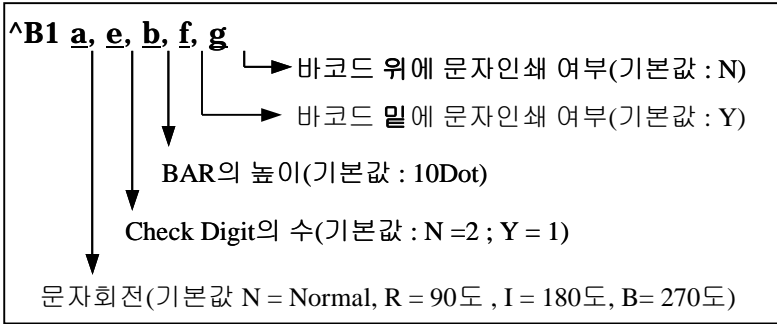 ^B1 a, e, b, f, g
바코드 위에 문자인쇄 여부(기본값 : N)
바코드 밑에 문자인쇄 여부(기본값 : Y)
BAR의 높이(기본값 : 10Dot)
Check Digit의 수(기본값 : N =2 ; Y = 1)
문자회전(기본값 N = Normal, R = 90도 , I = 180도, B= 270도)